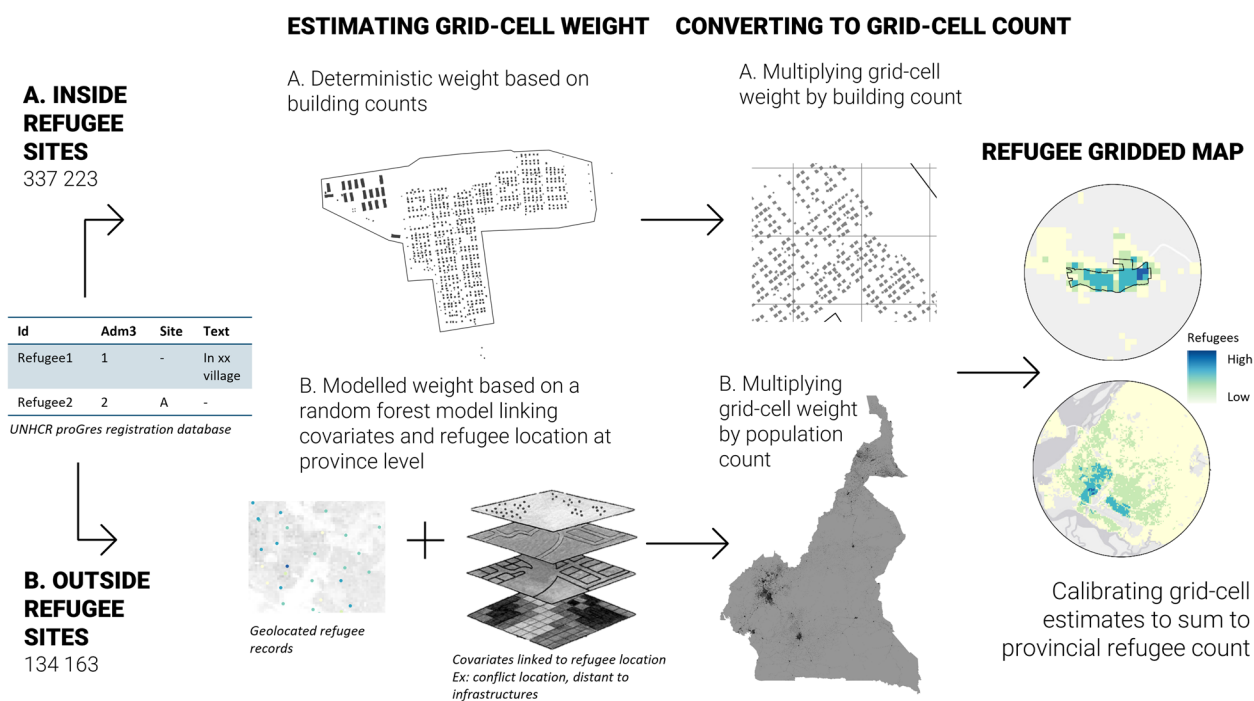 ESTIMATING GRID-CELL WEIGHT
CONVERTING TO GRID-CELL COUNT
A. INSIDE
REFUGEE
SITES
337 223
A. Deterministic weight based on
building counts
A. Multiplying grid-cell
weight by building count
REFUGEE GRIDDED MAP
Id Adm3 Site Text
Refugee1 1 - In xx
village
Refugee2 2 A -
UNHCR proGres registration database
B. Modelled weight based on a
random forest model linking
covariates and refugee location at
province level
B. Multiplying
grid-cell weight
by population
count
Refugees
High
Low
B. OUTSIDE
REFUGEE
SITES
134 163
Geolocated refugee
records
Covariates linked to refugee location
Ex: conflict location, distant to
infrastructures
Calibrating grid-cell
estimates to sum to
provincial refugee count